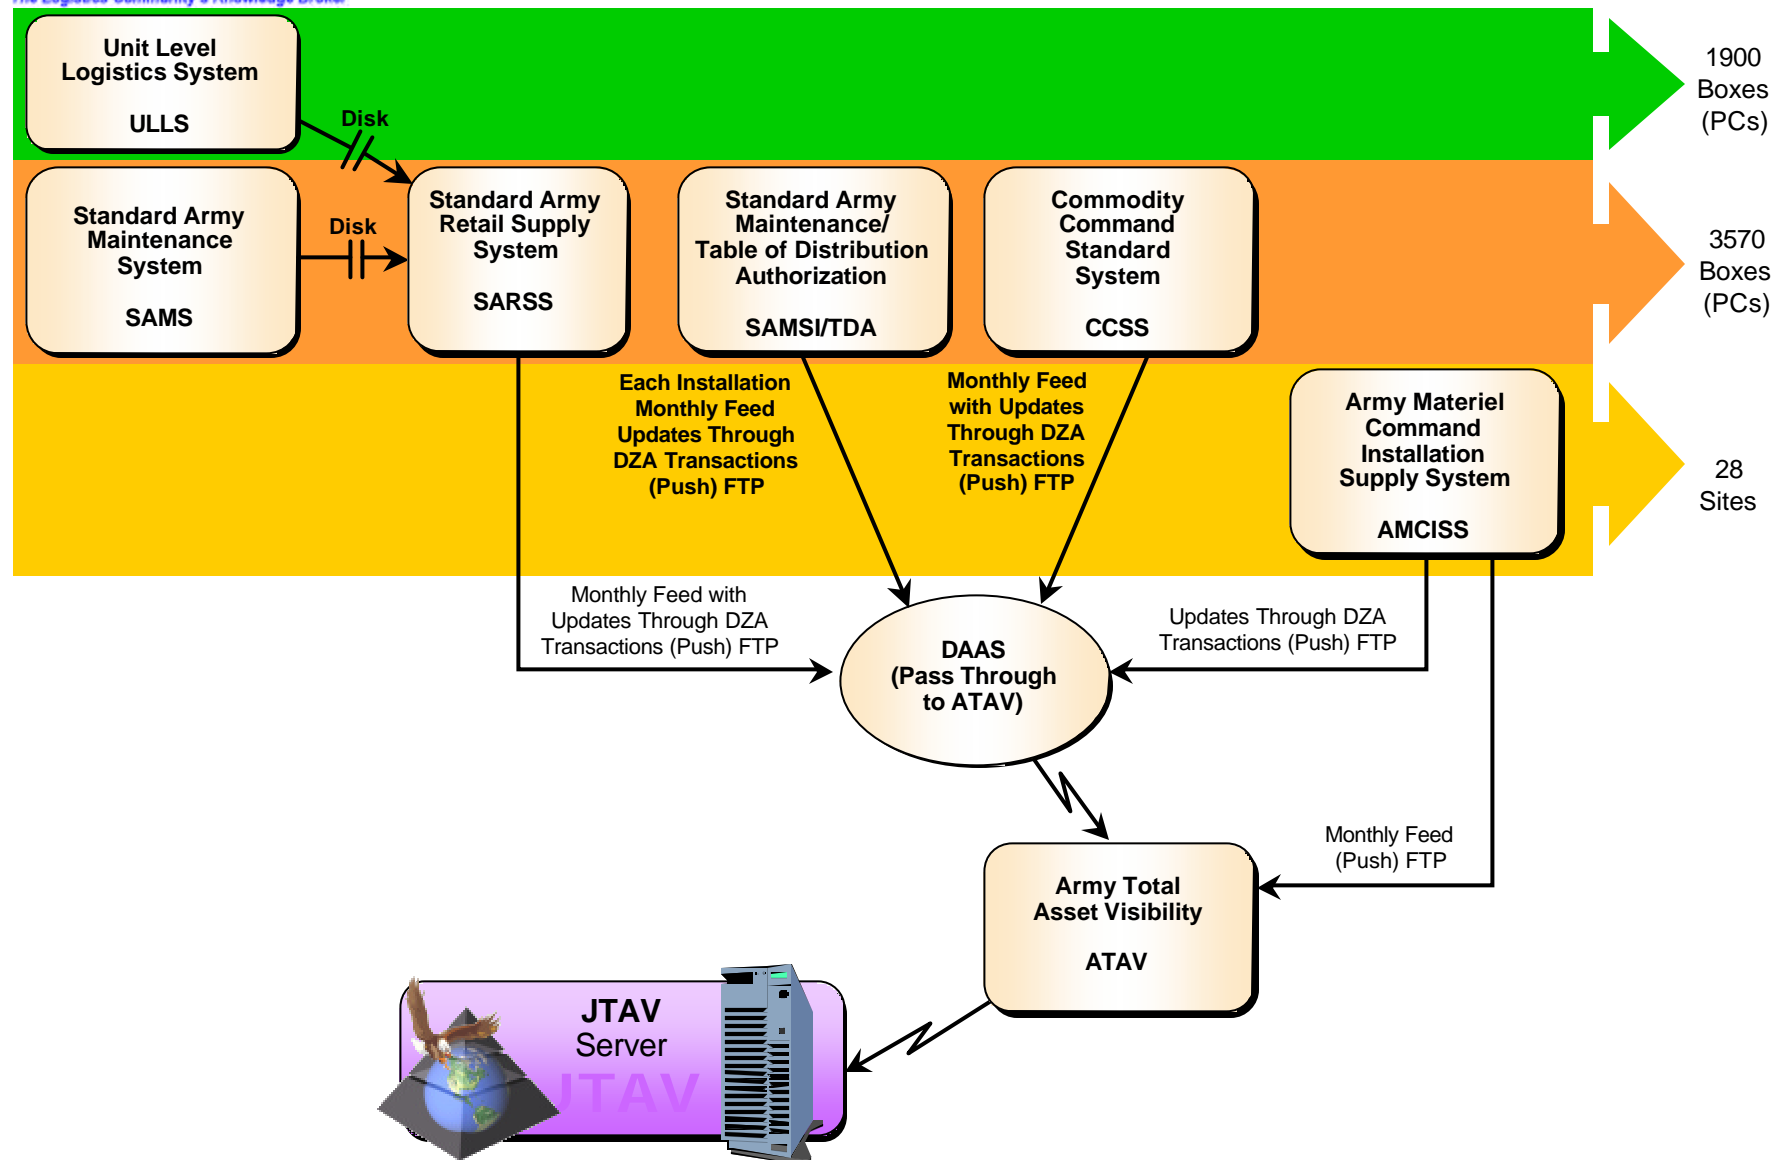 The Logistics Community's Knowledge Broker
Unit Level
Logistics System
ULLS
Disk
1900
Boxes
(PCs)
Standard Army
Maintenance
System
SAMS
Disk
Standard Army
Retail Supply
System
SARSS
Standard Army
Maintenance/
Table of Distribution
Authorization
SAMSI/TDA
Commodity
Command
Standard
System
CCSS
3570
Boxes
(PCs)
Each Installation
Monthly Feed
Updates Through
DZA Transactions
(Push) FTP
Monthly Feed
with Updates
Through DZA
Transactions
(Push) FTP
Army Materiel
Command
Installation
Supply System
AMCISS
28
Sites
Monthly Feed with
Updates Through DZA
Transactions (Push) FTP
DAAS
(Pass Through
to ATAV)
Updates Through DZA
Transactions (Push) FTP
Monthly Feed
(Push) FTP
Army Total
Asset Visibility
ATAV
JTAV
Server
JTAV